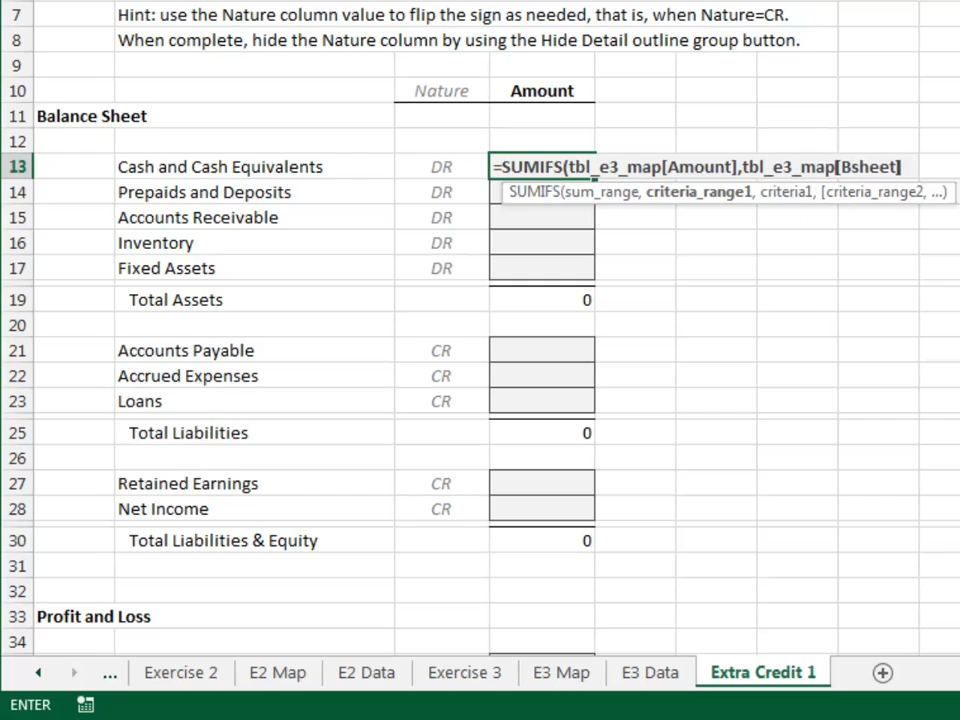 7 Hint: use the Nature column value to flip the sign as needed, that is, when Nature=CR.
8 When complete, hide the Nature column by using the Hide Detail outline group button.
9
10 Nature Amount
11 Balance Sheet
12
13 Cash and Cash Equivalents DR =SUMIFS(tbl_e3_map[Amount],tbl_e3_map[Bsheet]
14 Prepaids and Deposits DR SUMIFS(sum_range, criteria_range1, criteria1, [criteria_range2, ...)
15 Accounts Receivable DR
16 Inventory DR
17 Fixed Assets DR
19 Total Assets 0
20
21 Accounts Payable CR
22 Accrued Expenses CR
23 Loans CR
25 Total Liabilities 0
26
27 Retained Earnings CR
28 Net Income CR
30 Total Liabilities & Equity 0
31
32
33 Profit and Loss
34
... Exercise 2 E2 Map E2 Data Exercise 3 E3 Map E3 Data Extra Credit 1
ENTER